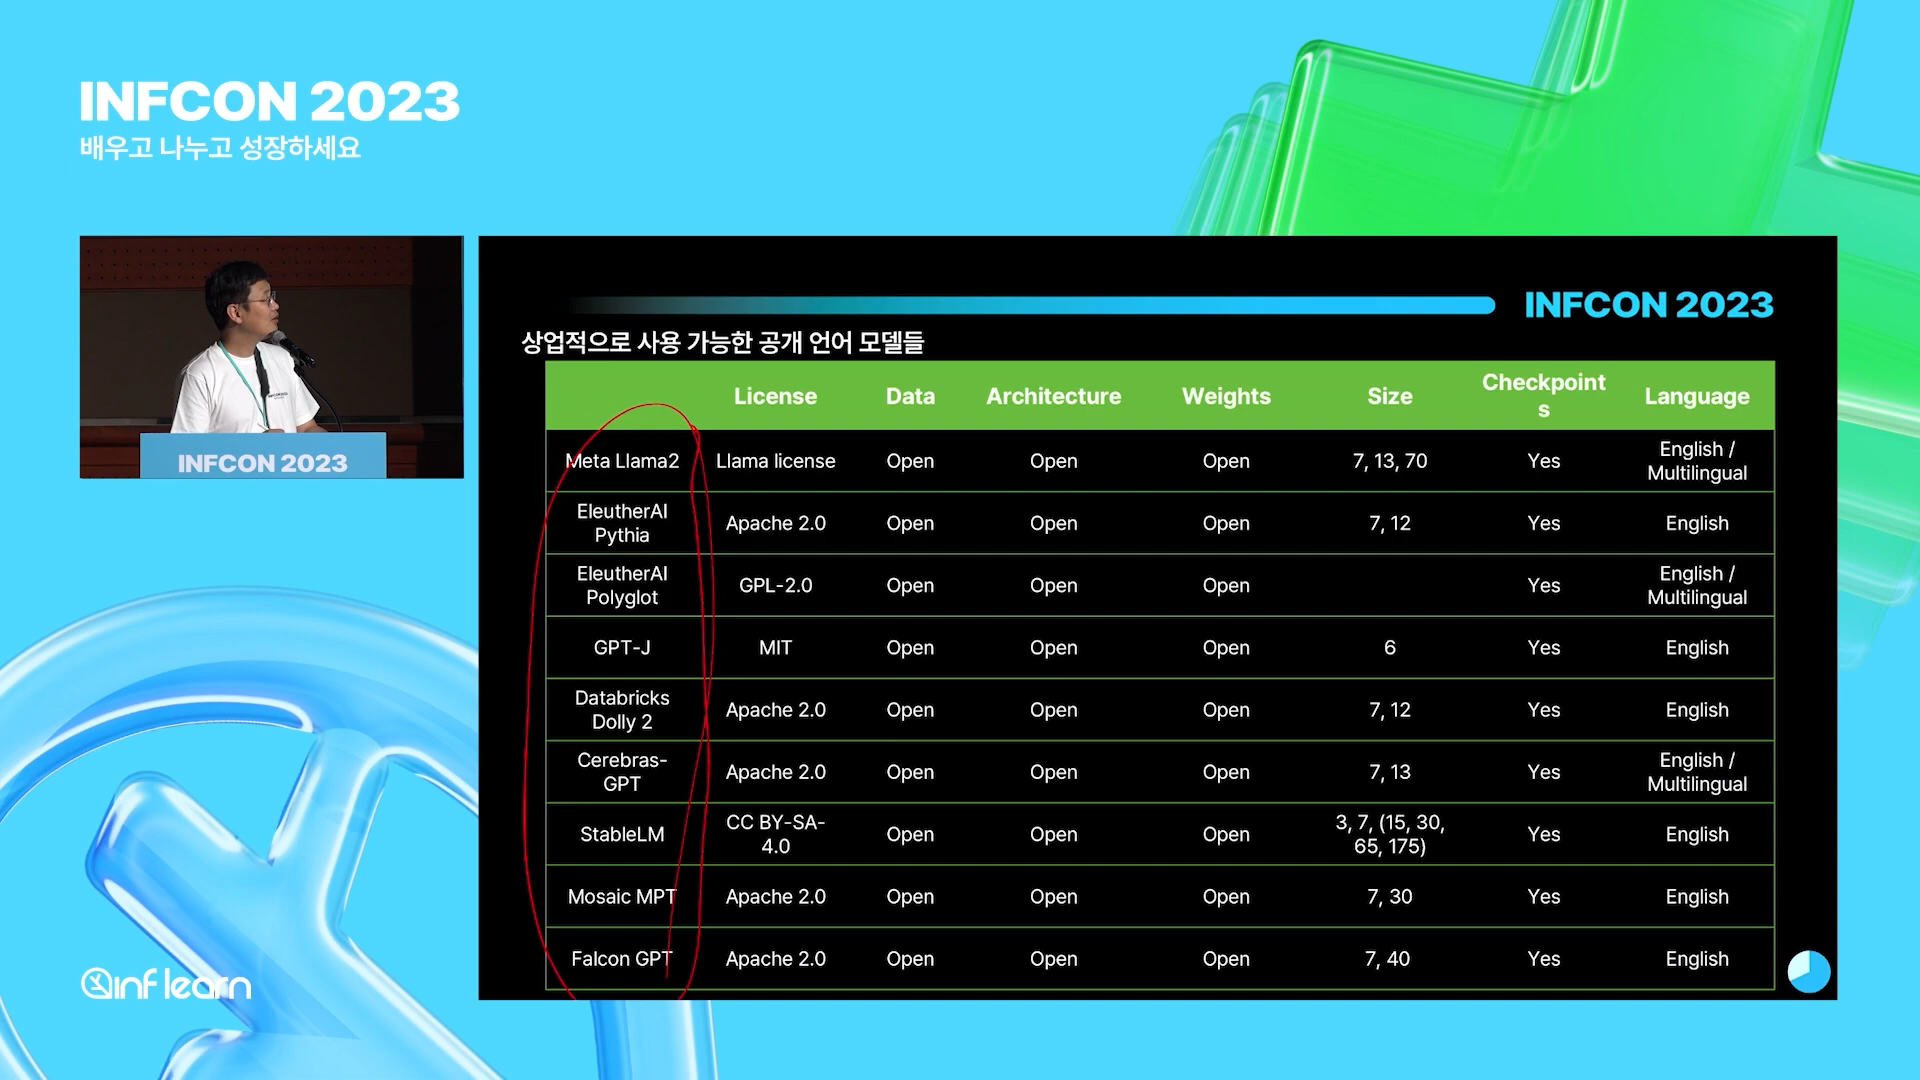 INFCON 2023
배우고 나누고 성장하세요
INFCON 2023
INFCON 2023
상업적으로 사용 가능한 공개 언어 모델들
License Data Architecture Weights Size Checkpoint
s Language
Meta Llama2 Llama license Open Open Open 7, 13, 70 Yes English /
Multilingual
EleutherAI
Pythia Apache 2.0 Open Open Open 7, 12 Yes English
EleutherAI
Polyglot GPL-2.0 Open Open Open Yes English /
Multilingual
GPT-J MIT Open Open Open 6 Yes English
Databricks
Dolly 2 Apache 2.0 Open Open Open 7, 12 Yes English
Cerebras-
GPT Apache 2.0 Open Open Open 7, 13 Yes English /
Multilingual
StableLM CC BY-SA-
4.0 Open Open Open 3, 7, (15, 30,
65, 175) Yes English
Mosaic MPT Apache 2.0 Open Open Open 7, 30 Yes English
Falcon GPT Apache 2.0 Open Open Open 7, 40 Yes English
inflearn